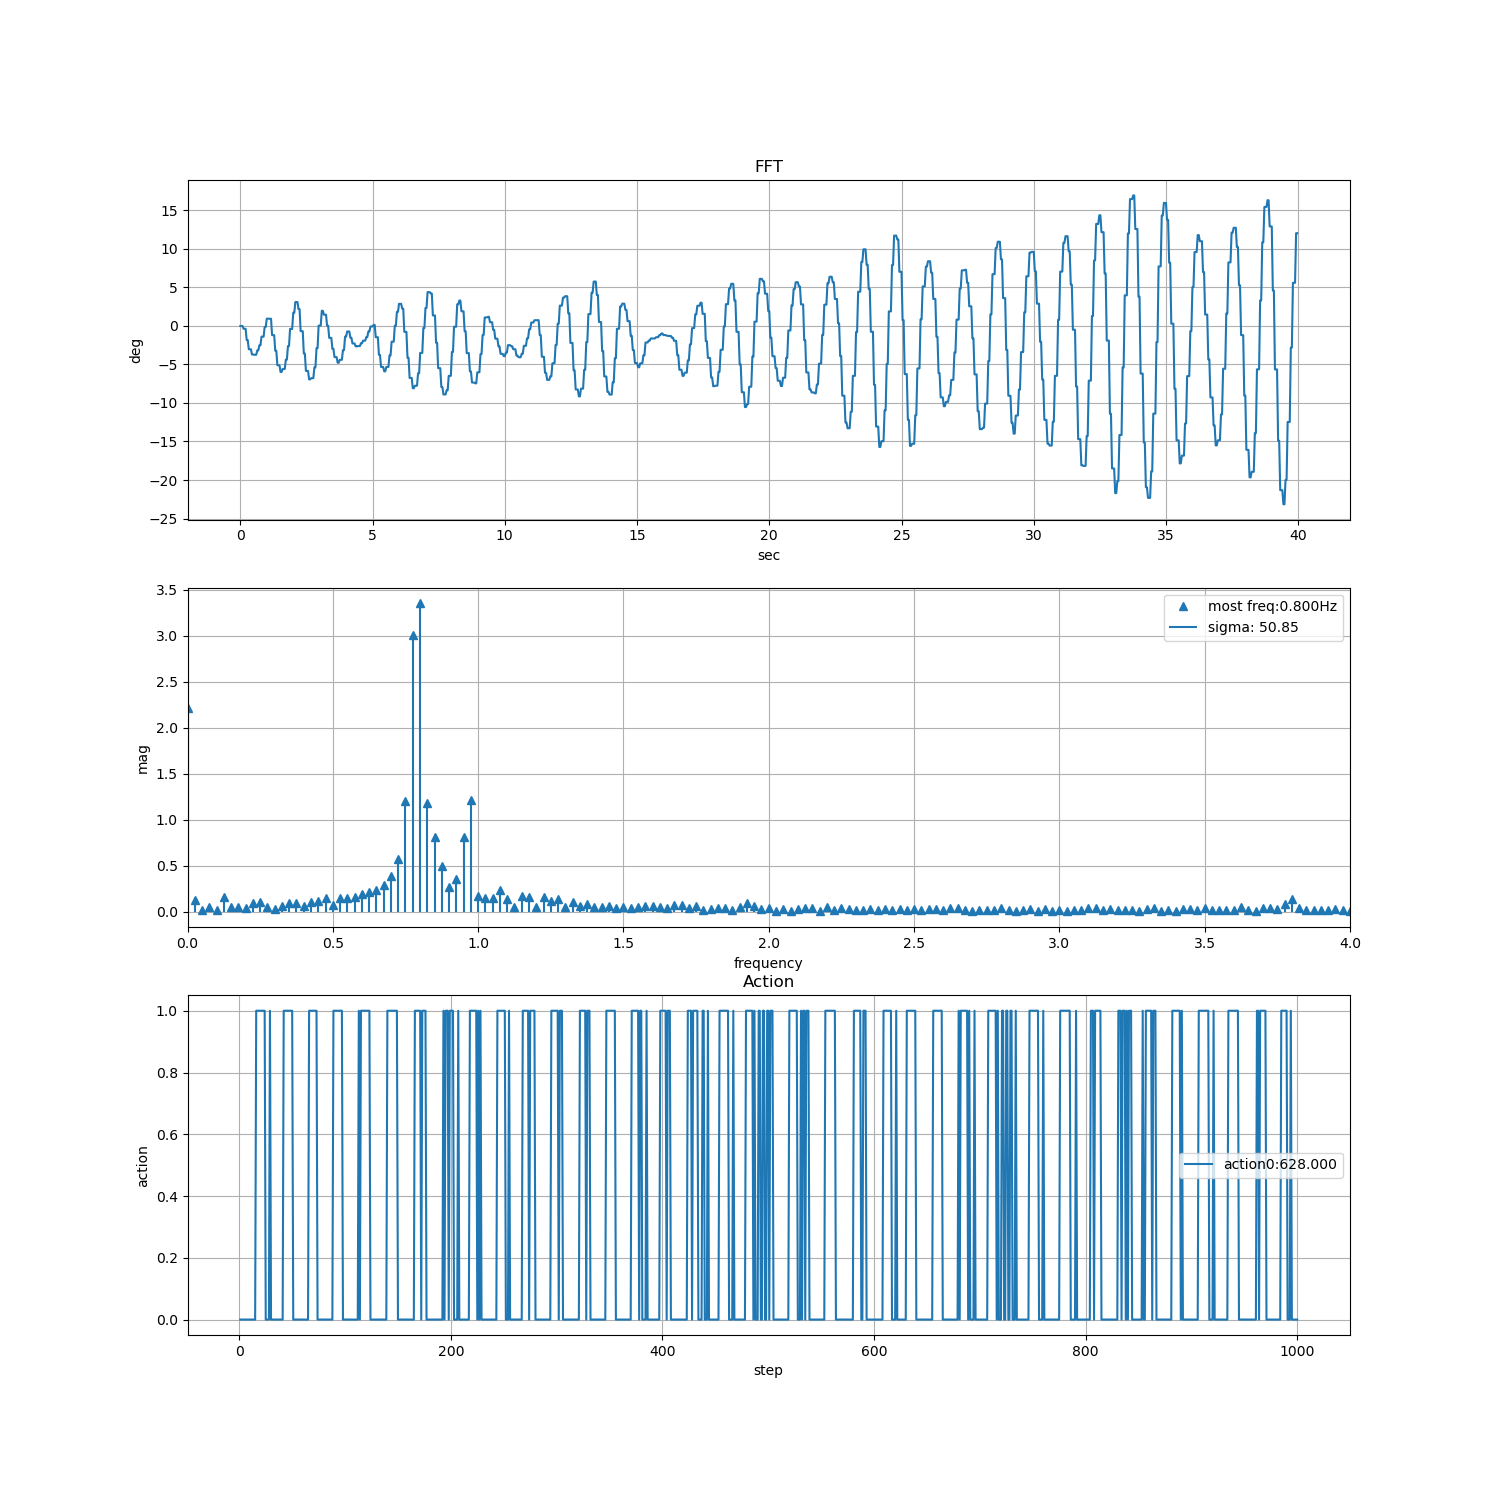 FFT
15
10
5
0
−5
−10
−15
−20
−25
deg
0 5 10 15 20 25 30 35 40
sec
3.5
3.0
2.5
2.0
1.5
1.0
0.5
0.0
mag
most freq:0.800Hz
sigma: 50.85
0.0 0.5 1.0 1.5 2.0 2.5 3.0 3.5 4.0
frequency
Action
1.0
0.8
0.6
0.4
0.2
0.0
action
action0:628.000
0 200 400 600 800 1000
step